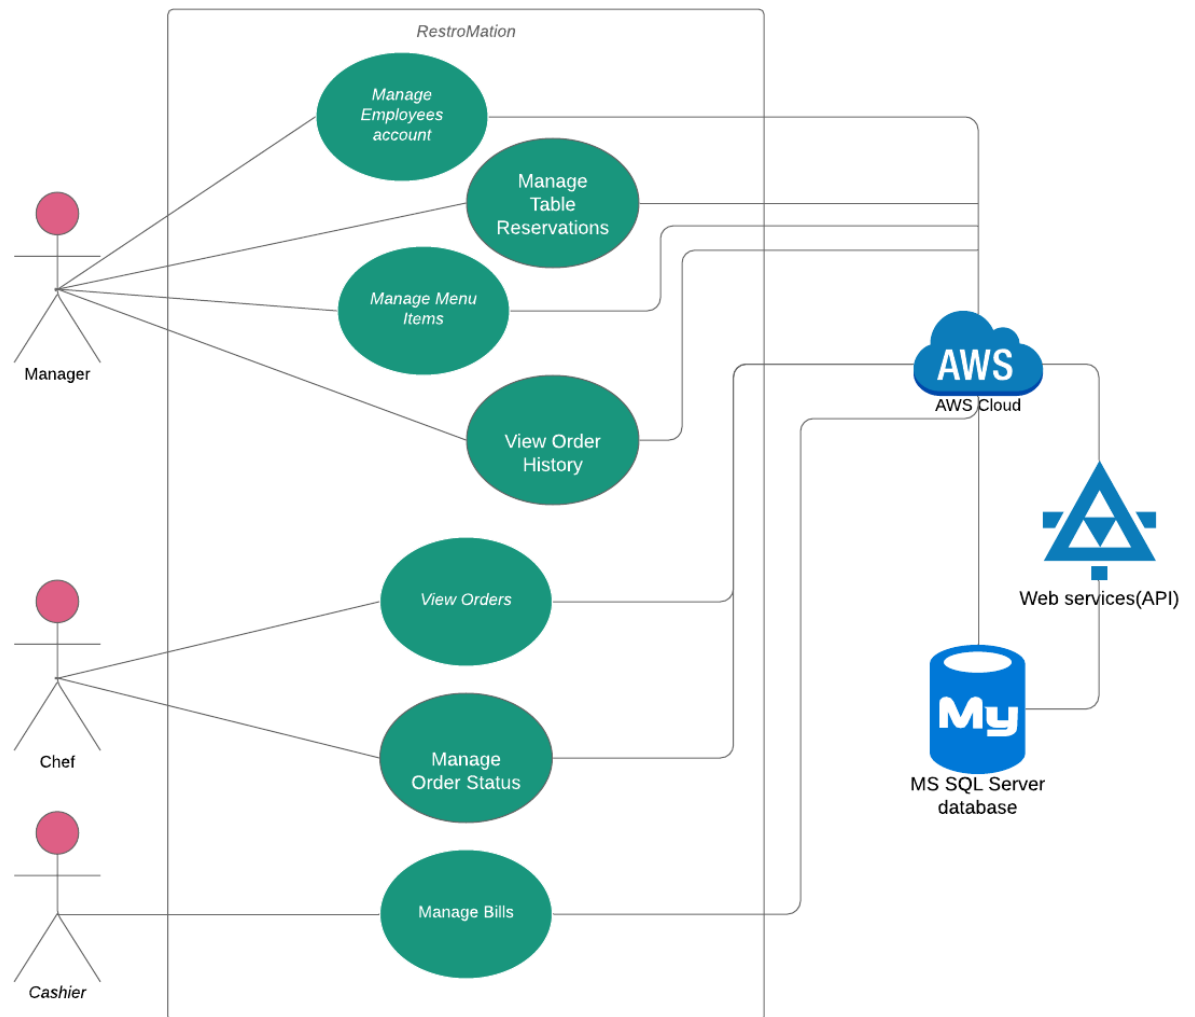 RestroMation
Manage
Employees
account
Manage
Table
Reservations
Manage Menu
Items
Manager
AWS
AWS Cloud
View Order
History
View Orders
Web services(API)
Chef
Manage
Order Status
My
MS SQL Server
database
Manage Bills
Cashier